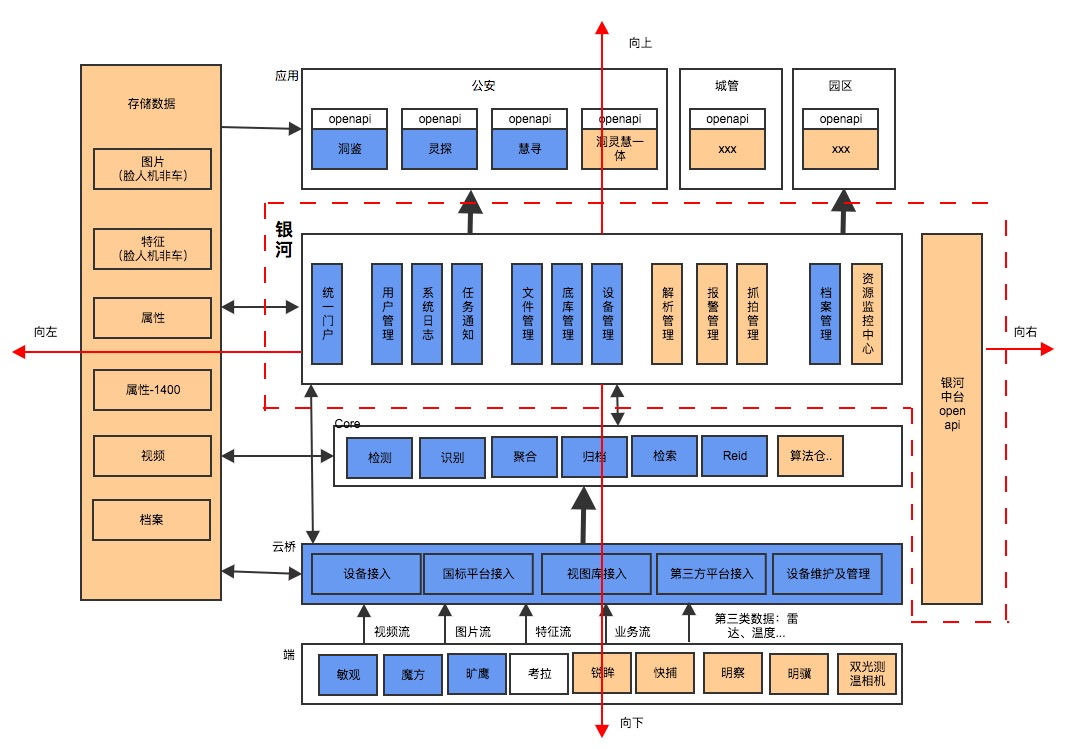 向上
应用
公安
城管
园区
openapi
openapi
openapi
openapi
openapi
openapi
洞鉴
灵探
慧寻
洞灵慧一
体
xxx
xxx
存储数据
图片
（脸人机非车）
特征
（脸人机非车）
属性
属性-1400
视频
档案
向左
银
河
统一门户
用户管理
系统日志
任务通知
文件管理
底库管理
设备管理
解析管理
报警管理
抓拍管理
档案管理
资源监控中心
向右
银河
中台
open
api
Core
检测
识别
聚合
归档
检索
Reid
算法仓..
云桥
设备接入
国标平台接入
视图库接入
第三方平台接入
设备维护及管理
视频流
图片流
特征流
业务流
第三类数据：雷
达、温度...
端
敏观
魔方
旷鹰
考拉
锐眸
快捕
明察
明骥
双光测
温相机
向下